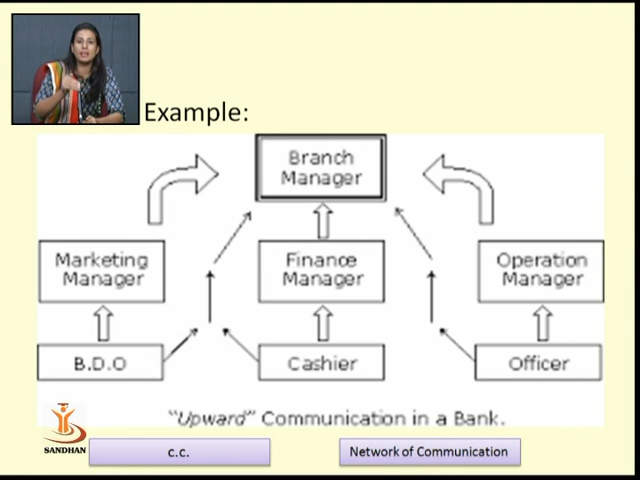 Example:
Branch
Manager
Marketing
Manager
Finance
Manager
Operation
Manager
B.D.O
Cashier
Officer
“Upward” Communication in a Bank.
SANDHAN
c.c.
Network of Communication